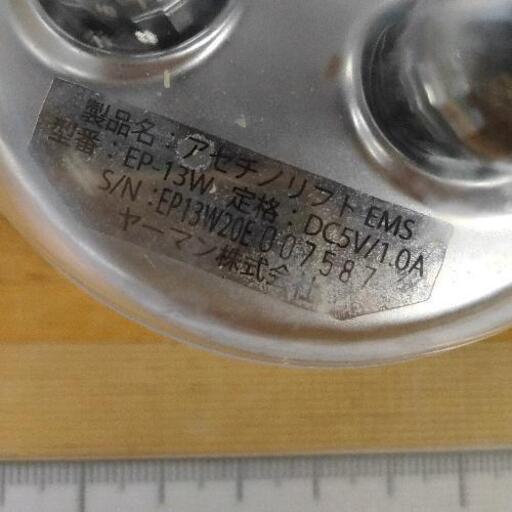 製品名：アセチノリフト EMS
型番：EP-13W 定格：DC5V/1.0A
S/N：EP13W20E 007587
ヤーマン株式会社